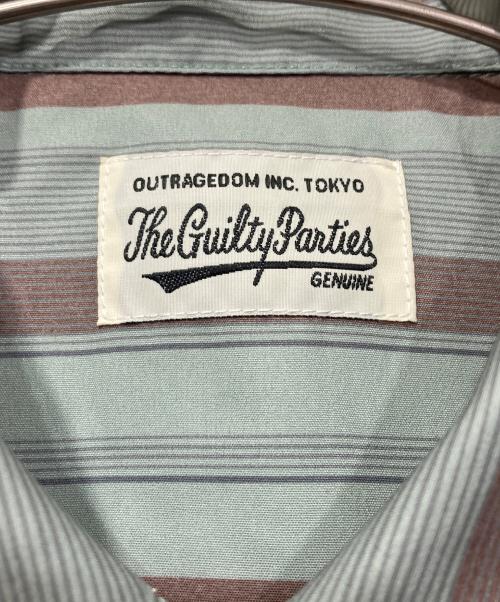 OUTRAGEDOM INC. TOKYO
The Guilty Parties
GENUINE